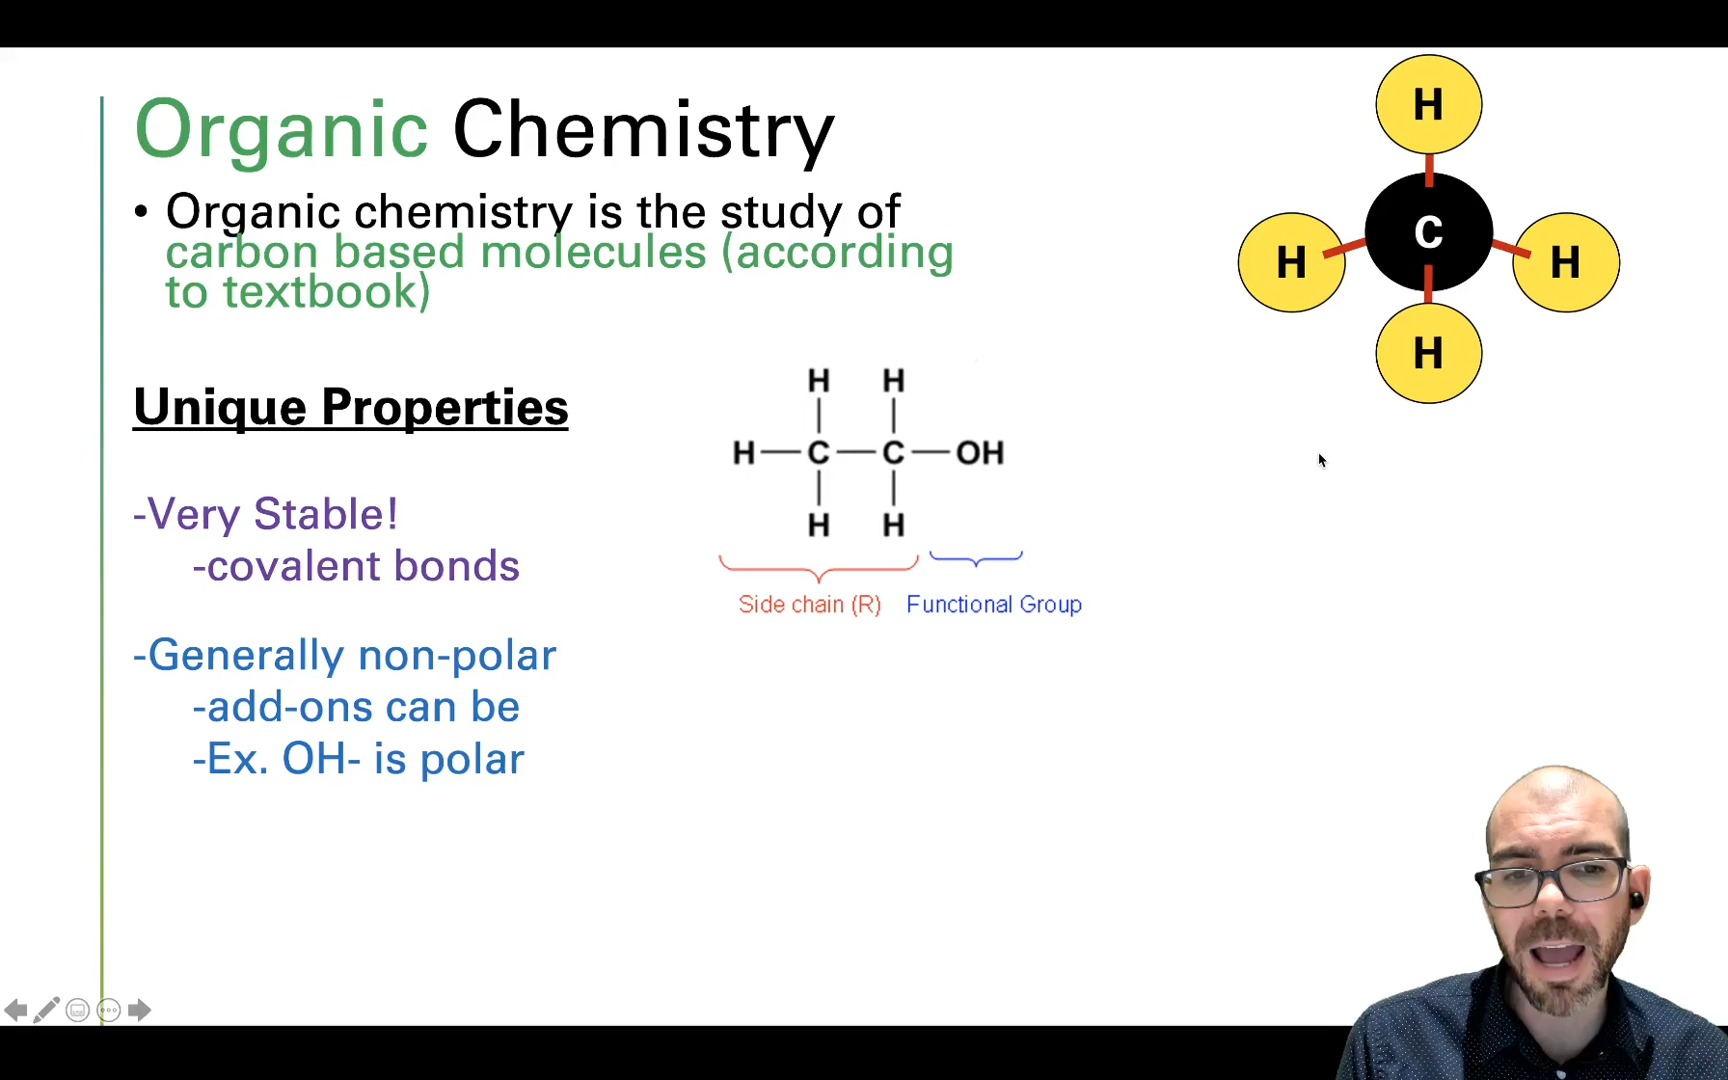 Organic Chemistry
• Organic chemistry is the study of
carbon based molecules (according
to textbook)
Unique Properties
-Very Stable!
-covalent bonds
-Generally non-polar
-add-ons can be
-Ex. OH- is polar
H H
H—C—C—OH
H H
Side chain (R) Functional Group
H
C
H H
H